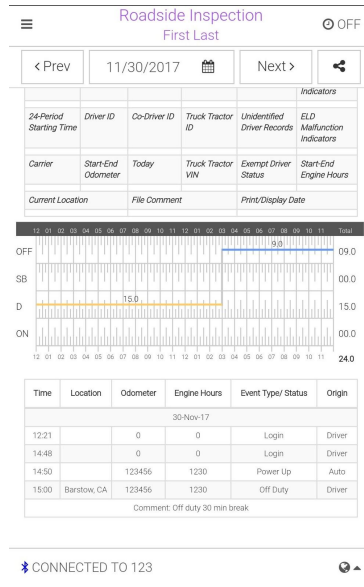 Roadside Inspection
First Last
OFF
< Prev
11/30/2017
Next >
Indicators
24-Period Starting Time
Driver ID
Co-Driver ID
Truck Tractor ID
Unidentified Driver Records
ELD Malfunction Indicators
Carrier
Start-End Odometer
Today
Truck Tractor VIN
Exempt Driver Status
Start-End Engine Hours
Current Location
File Comment
Print/Display Date
12 01 02 03 04 05 06 07 08 09 10 11 12 01 02 03 04 05 06 07 08 09 10 11 Total
OFF 9.0 09.0
SB 00.0
D 15.0 15.0
ON 00.0
12 01 02 03 04 05 06 07 08 09 10 11 12 01 02 03 04 05 06 07 08 09 10 11 24.0
Time Location Odometer Engine Hours Event Type/ Status Origin
30-Nov-17
12:21 0 0 Login Driver
14:48 0 0 Login Driver
14:50 123456 1230 Power Up Auto
15:00 Barstow, CA 123456 1230 Off Duty Driver
Comment: Off duty 30 min break
CONNECTED TO 123